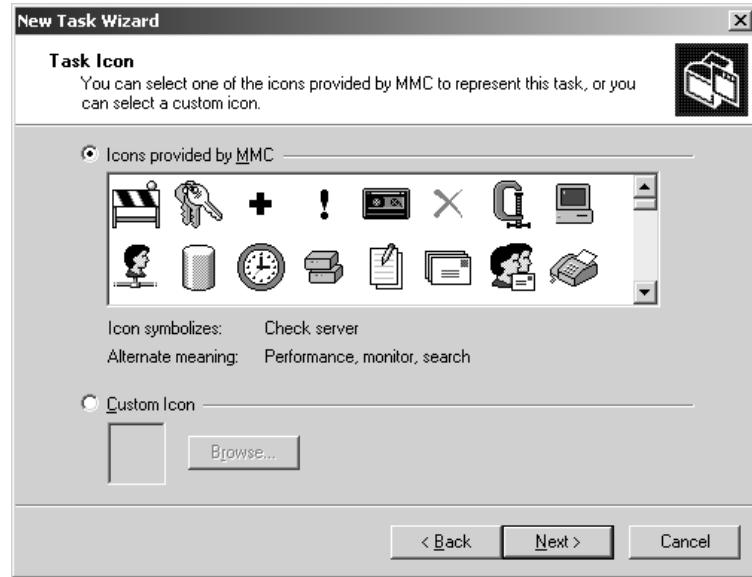 New Task Wizard
Task Icon
You can select one of the icons provided by MMC to represent this task, or you
can select a custom icon.
Icons provided by MMC
Icon symbolizes: Check server
Alternate meaning: Performance, monitor, search
Custom Icon
Browse...
< Back Next > Cancel